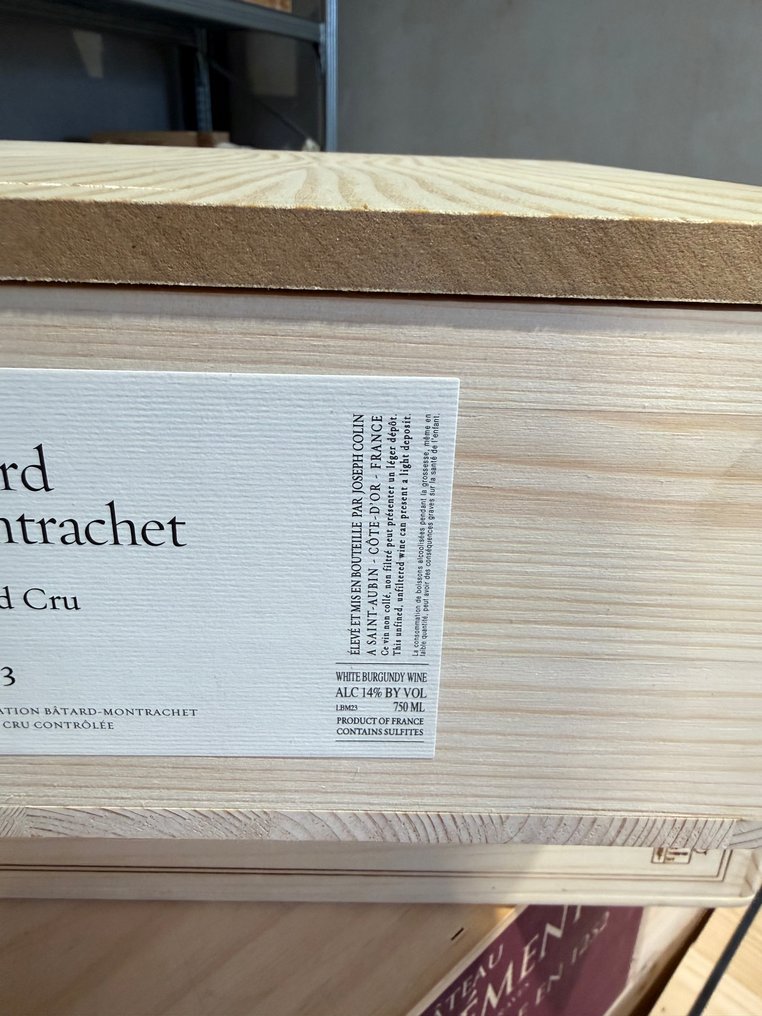 rd
ntrachet
d Cru
3
ATION BÂTARD-MONTRACHET
CRU CONTRÔLÉE
ÉLEVÉ ET MIS EN BOUTEILLE PAR JOSEPH COLIN
A SAINT-AUBIN - CÔTE-D'OR - FRANCE
Ce vin non collé, non filtré peut présenter un léger dépôt.
This unfined, unfiltered wine can present a light deposit.
La consommation de boissons alcoolisées pendant la grossesse, même en
faible quantité, peut avoir des conséquences graves sur la santé de l'enfant.
WHITE BURGUNDY WINE
ALC 14% BY VOL
LBM23 750 ML
PRODUCT OF FRANCE
CONTAINS SULFITES
TEAU
ÉMENT
EN 1252